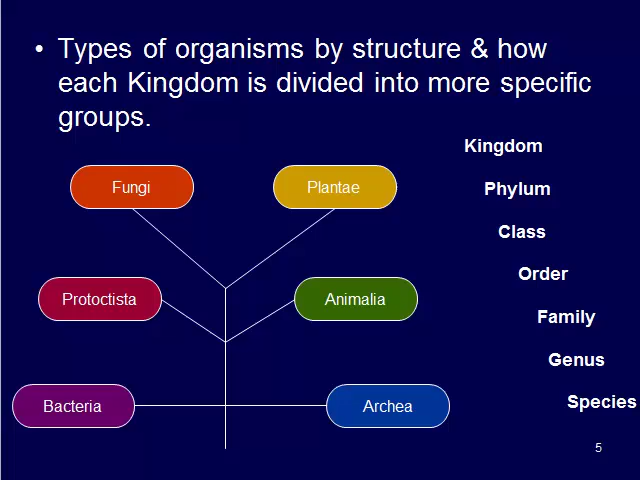 • Types of organisms by structure & how
each Kingdom is divided into more specific
groups.
Kingdom
Fungi
Plantae
Phylum
Class
Order
Protoctista
Animalia
Family
Genus
Bacteria
Archea
Species
5